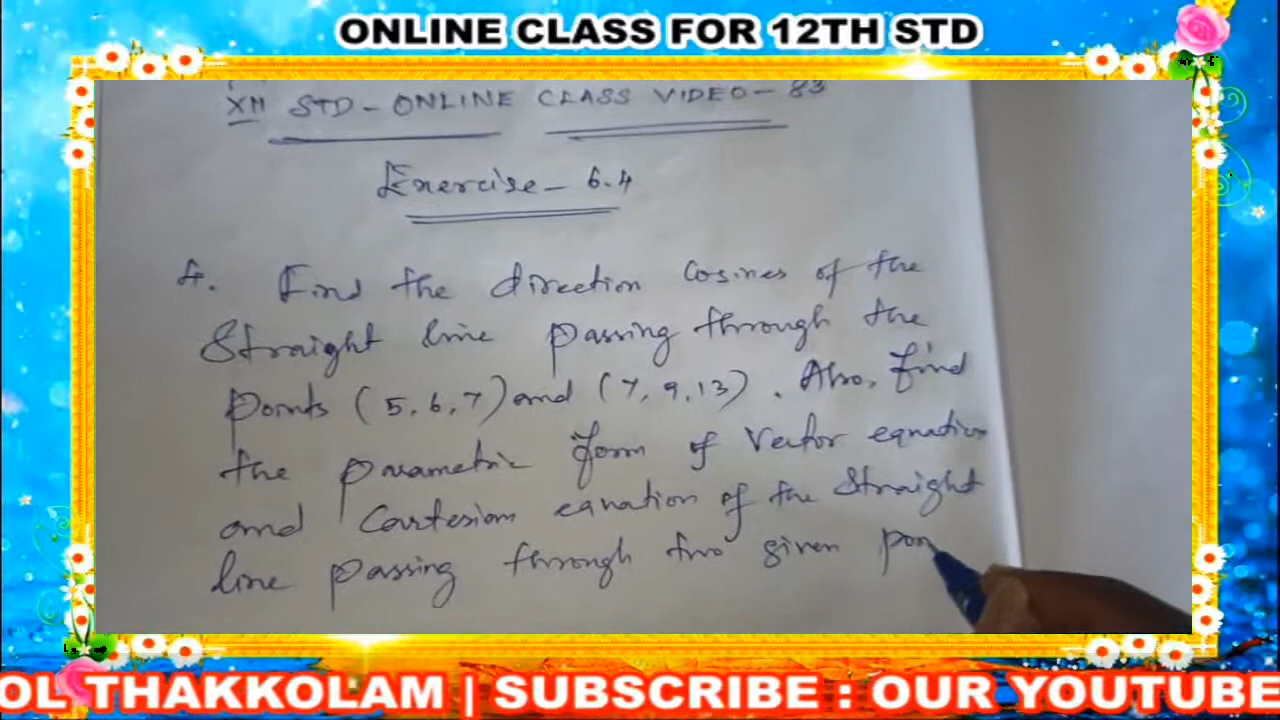 ONLINE CLASS FOR 12TH STD
XII STD - ONLINE CLASS VIDEO - 83
Exercise - 6.4
4. Find the direction Cosines of the
Straight line passing through the
points (5,6,7) and (7,9,13). Also, find
the parametric form of Vector equation
and Cartesian equation of the Straight
line passing through two given poin
OL THAKKOLAM | SUBSCRIBE : OUR YOUTUBE